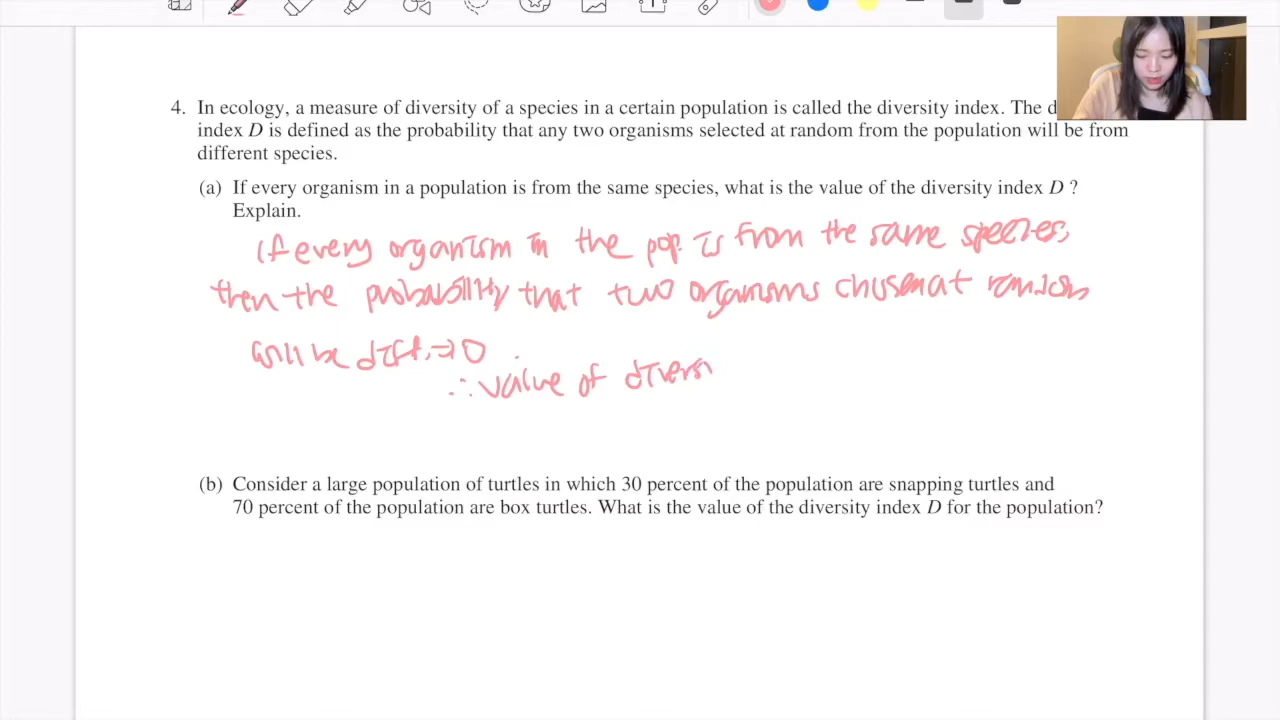 4. In ecology, a measure of diversity of a species in a certain population is called the diversity index. The d
index D is defined as the probability that any two organisms selected at random from the population will be from
different species.
(a) If every organism in a population is from the same species, what is the value of the diversity index D ?
Explain.
If every organism in the pop. is from the same species,
then the probability that two organisms chosen at random
will be diff. → 0
∴ value of diversi
(b) Consider a large population of turtles in which 30 percent of the population are snapping turtles and
70 percent of the population are box turtles. What is the value of the diversity index D for the population?